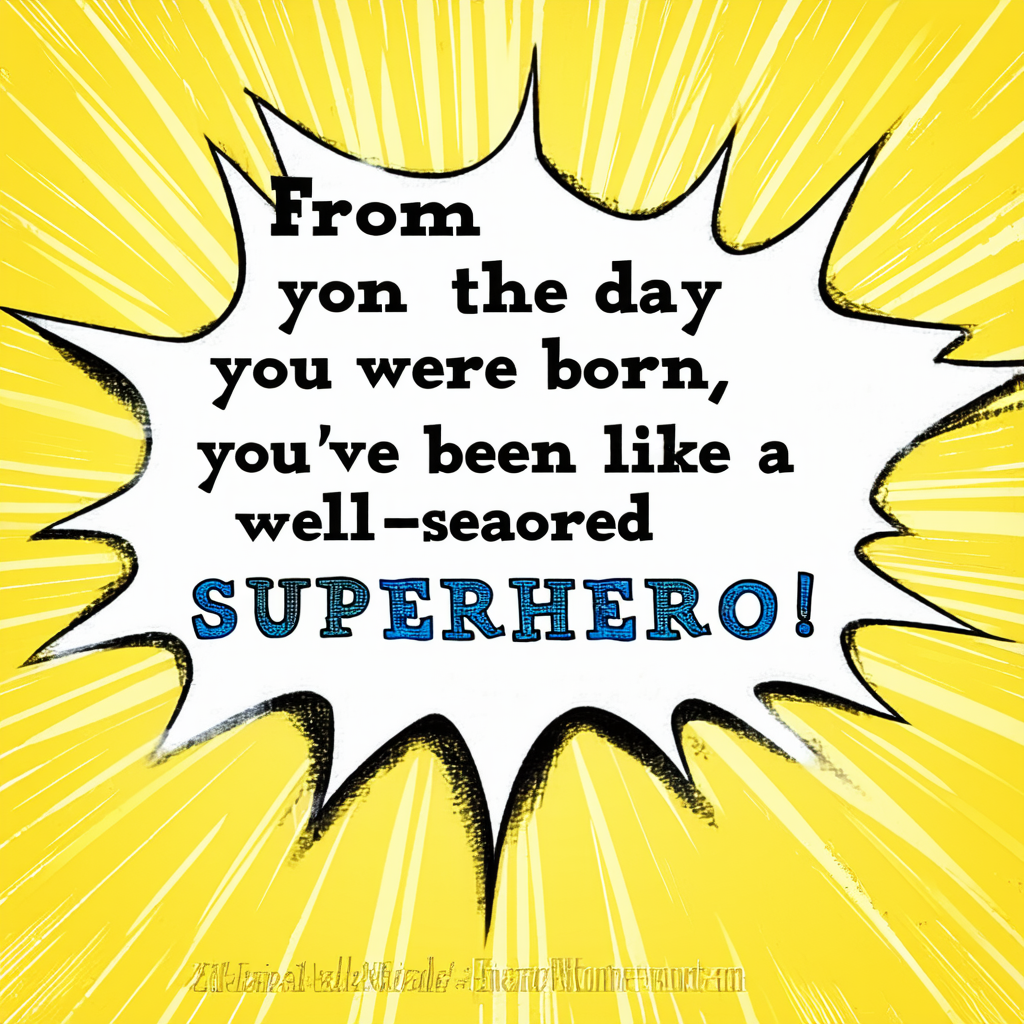 From
yon the day
you were born,
you've been like a
well-seaored
SUPERHERO!